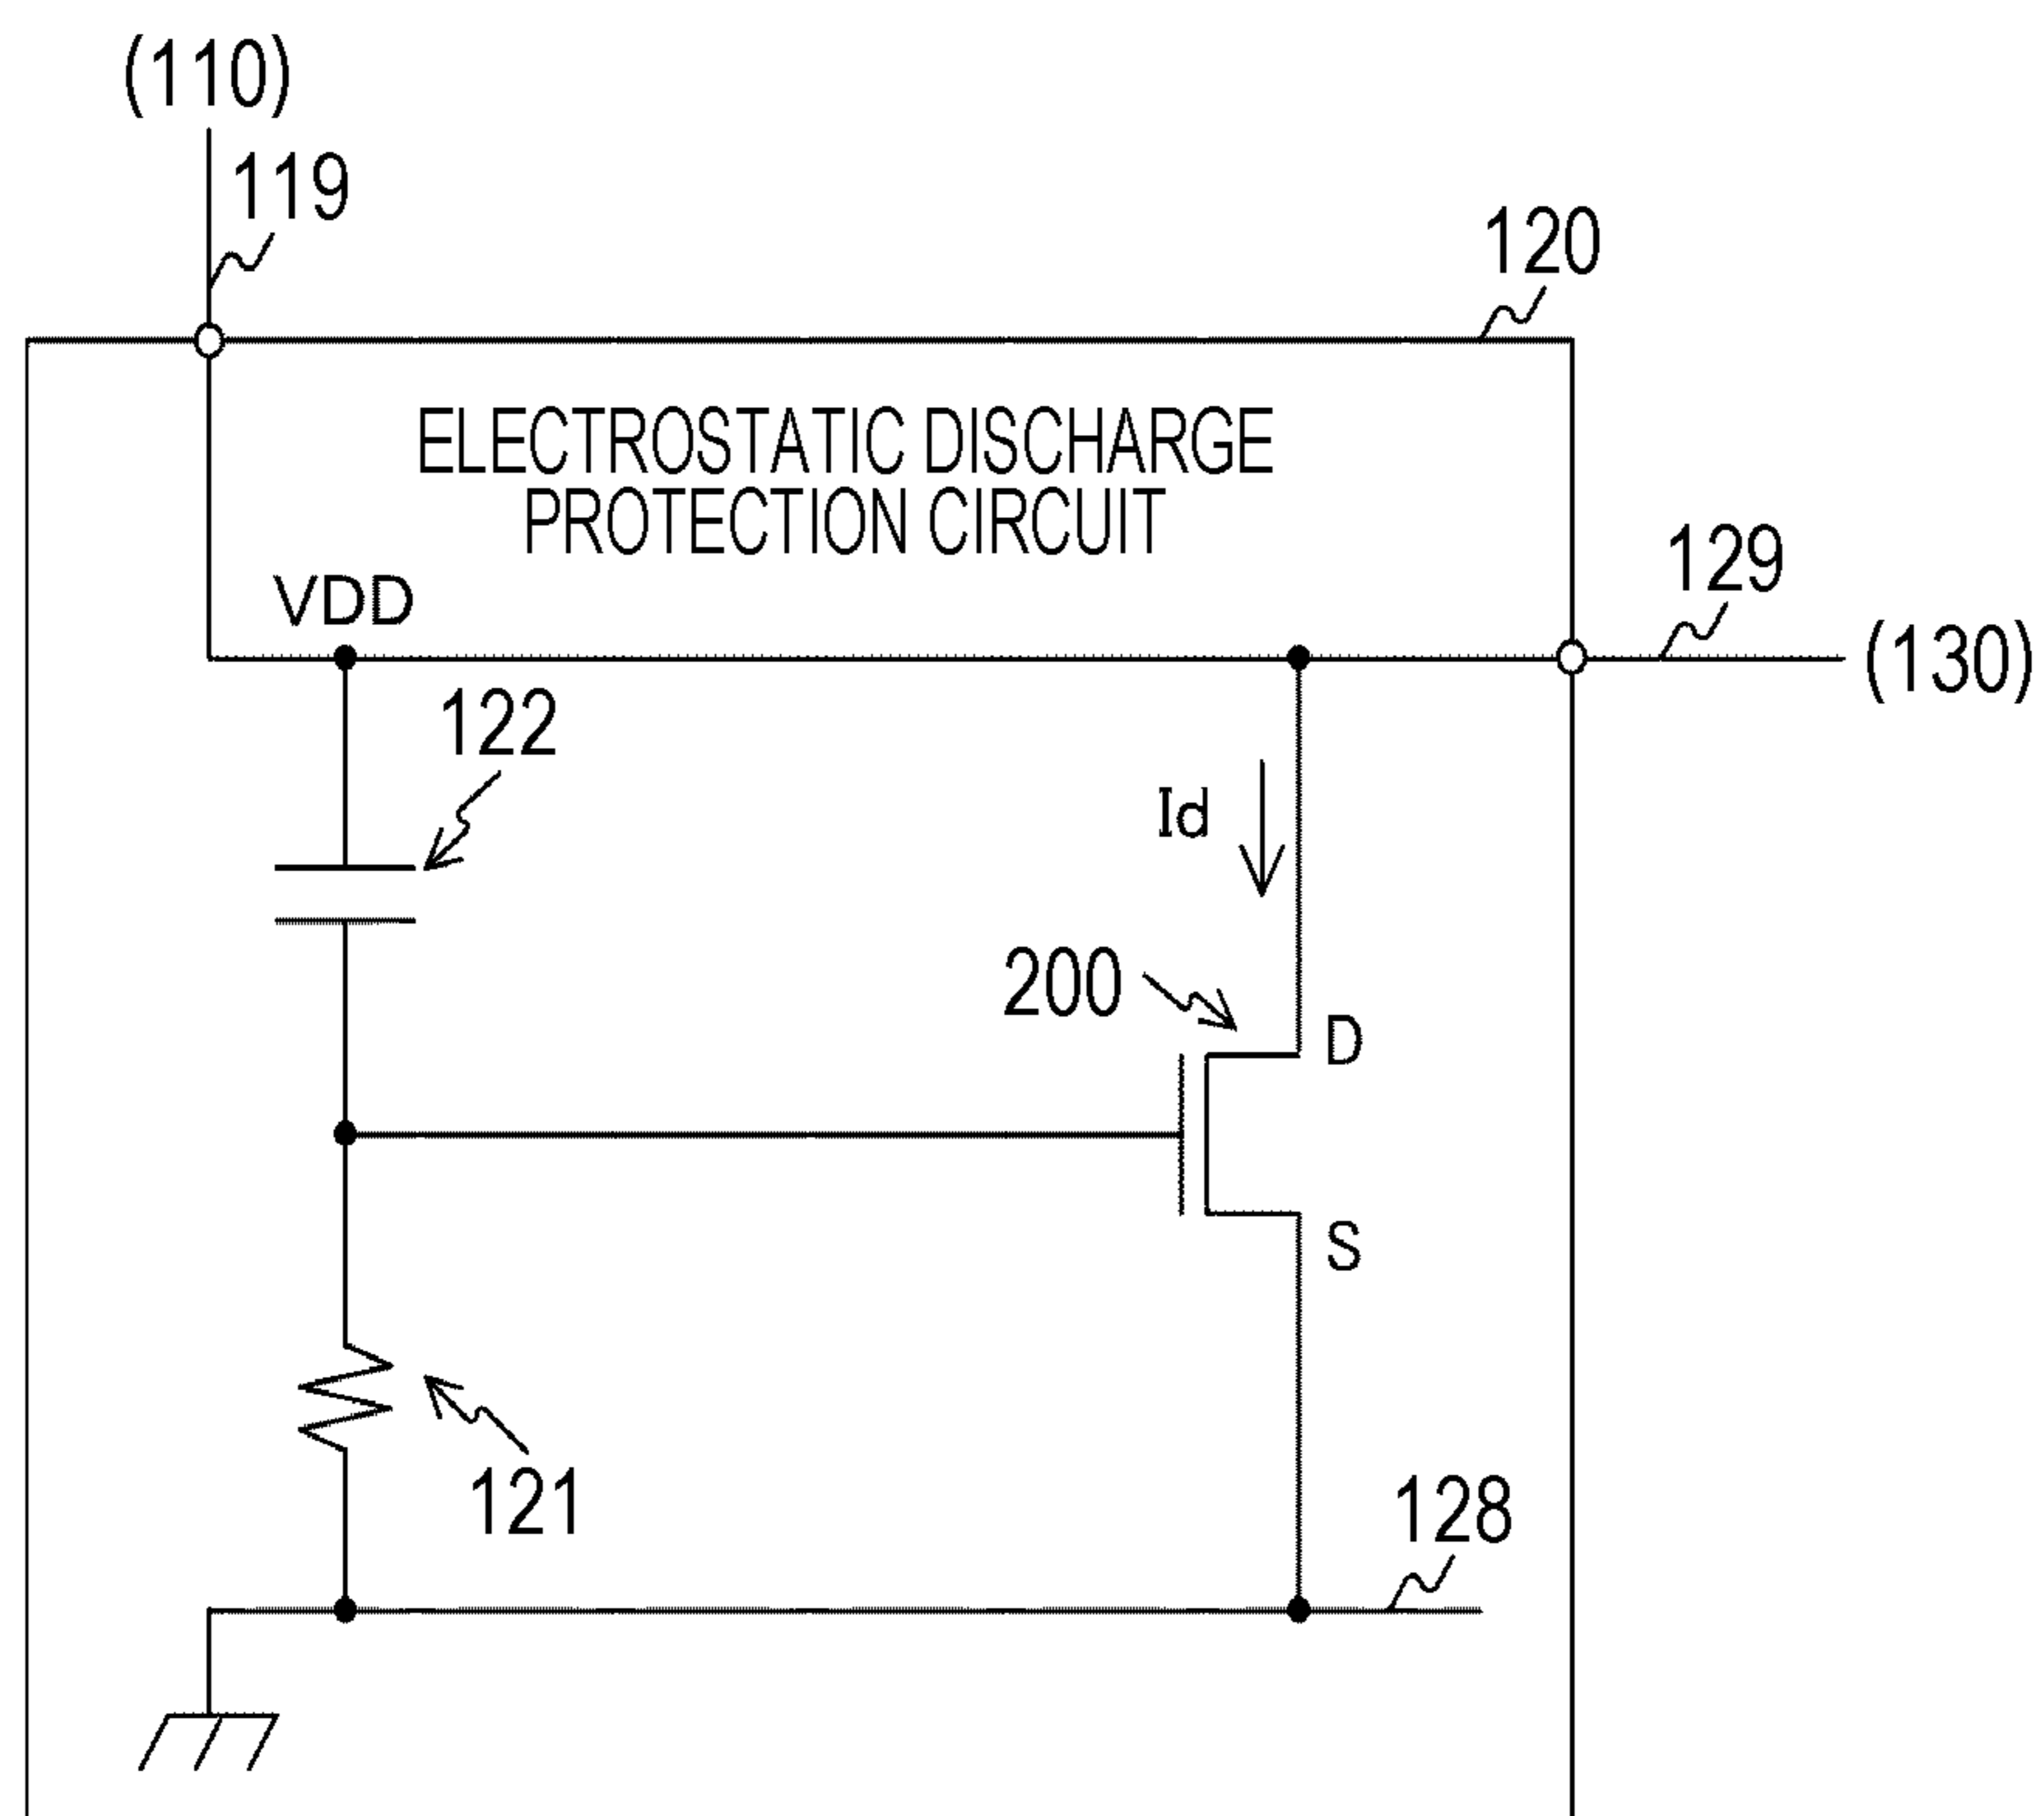 (110)
119
120
ELECTROSTATIC DISCHARGE
PROTECTION CIRCUIT
129
VDD
(130)
122
Id
200
D
S
121
128